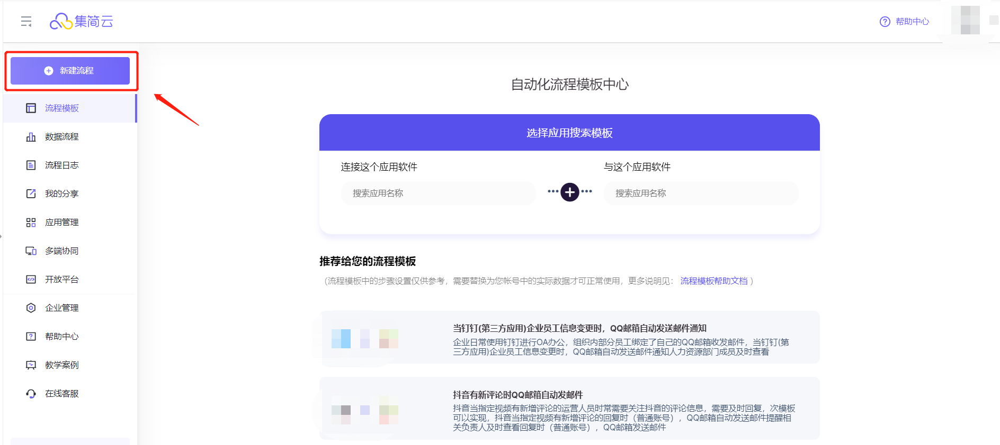 集简云
帮助中心
新建流程
流程模板
数据流程
流程日志
我的分享
应用管理
多端协同
开放平台
企业管理
帮助中心
教学案例
在线客服
自动化流程模板中心
选择应用搜索模板
连接这个应用软件
与这个应用软件
搜索应用名称
搜索应用名称
推荐给您的流程模板
（流程模板中的步骤设置仅供参考，需要替换为您帐号中的实际数据才可正常使用，更多说明见： 流程模板帮助文档 ）
当钉钉(第三方应用)企业员工信息变更时，QQ邮箱自动发送邮件通知
企业日常使用钉钉进行OA办公，组织内部分员工绑定了自己的QQ邮箱收发邮件，当钉钉(第
三方应用)企业员工信息变更时，QQ邮箱自动发送邮件通知人力资源部门成员及时查看
抖音有新评论时QQ邮箱自动发邮件
抖音当指定视频有新增评论的运营人员时常需要关注抖音的评论信息，需要及时回复，次模板
可以实现，抖音当指定视频有新增评论的回复时（普通账号），QQ邮箱自动发送邮件提醒相
关负责人及时查看回复时（普通账号），QQ邮箱发送邮件